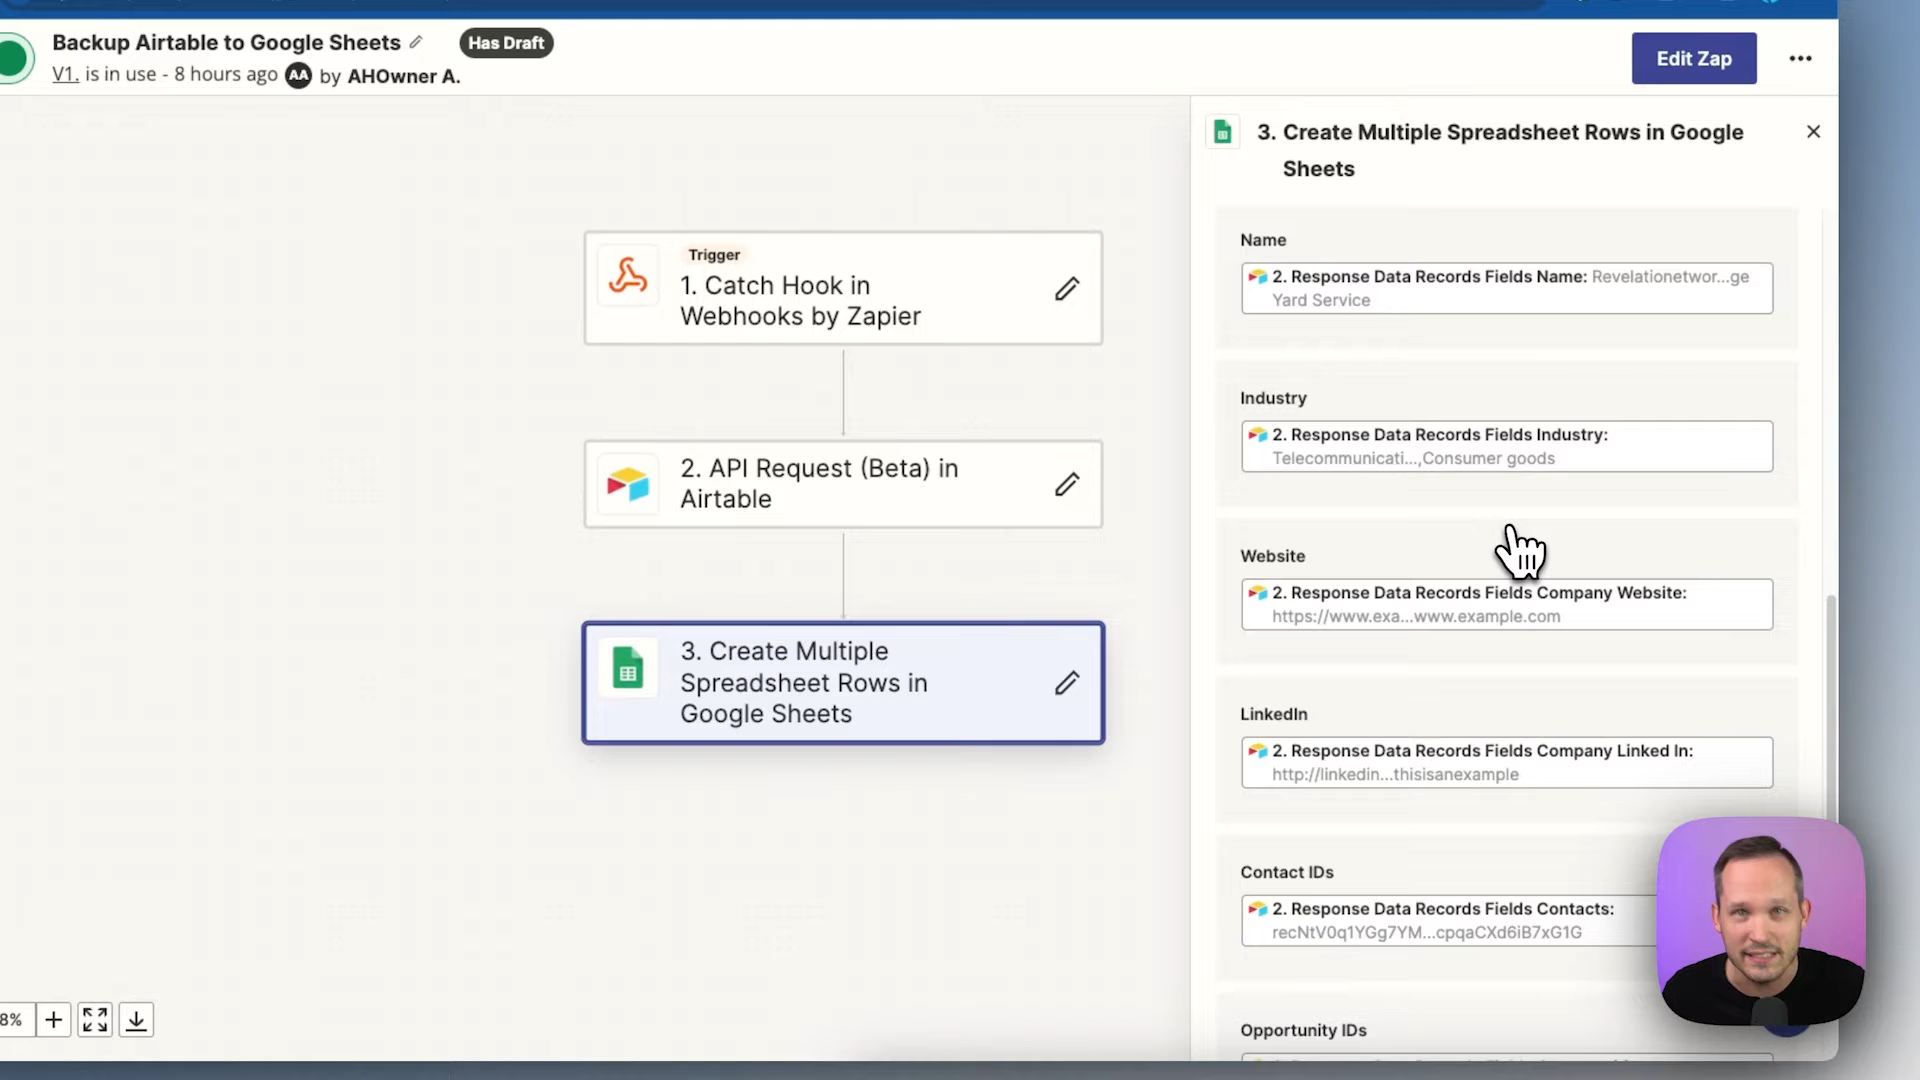 Backup Airtable to Google Sheets
Has Draft
V1. is in use - 8 hours ago AA by AHOwner A.
Edit Zap
3. Create Multiple Spreadsheet Rows in Google
Sheets
Trigger
1. Catch Hook in
Webhooks by Zapier
2. API Request (Beta) in
Airtable
3. Create Multiple
Spreadsheet Rows in
Google Sheets
Name
2. Response Data Records Fields Name: Revelationetwor...ge
Yard Service
Industry
2. Response Data Records Fields Industry:
Telecommunicati...,Consumer goods
Website
2. Response Data Records Fields Company Website:
https://www.exa...www.example.com
LinkedIn
2. Response Data Records Fields Company Linked In:
http://linkedin...thisisanexample
Contact IDs
2. Response Data Records Fields Contacts:
recNtV0q1YGg7YM...cpqaCXd6iB7xG1G
Opportunity IDs
8%